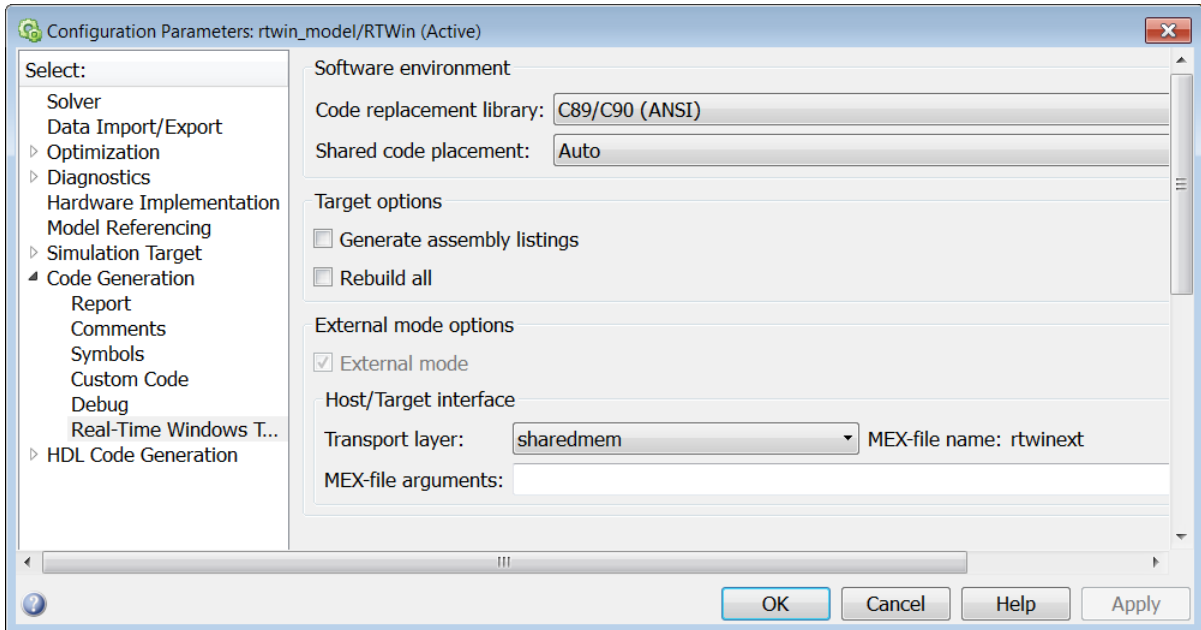 Configuration Parameters: rtwin_model/RTWin (Active)
Select:
Solver
Data Import/Export
Optimization
Diagnostics
Hardware Implementation
Model Referencing
Simulation Target
Code Generation
Report
Comments
Symbols
Custom Code
Debug
Real-Time Windows T...
HDL Code Generation
Software environment
Code replacement library: C89/C90 (ANSI)
Shared code placement: Auto
Target options
Generate assembly listings
Rebuild all
External mode options
External mode
Host/Target interface
Transport layer: sharedmem MEX-file name: rtwinext
MEX-file arguments:
OK Cancel Help Apply